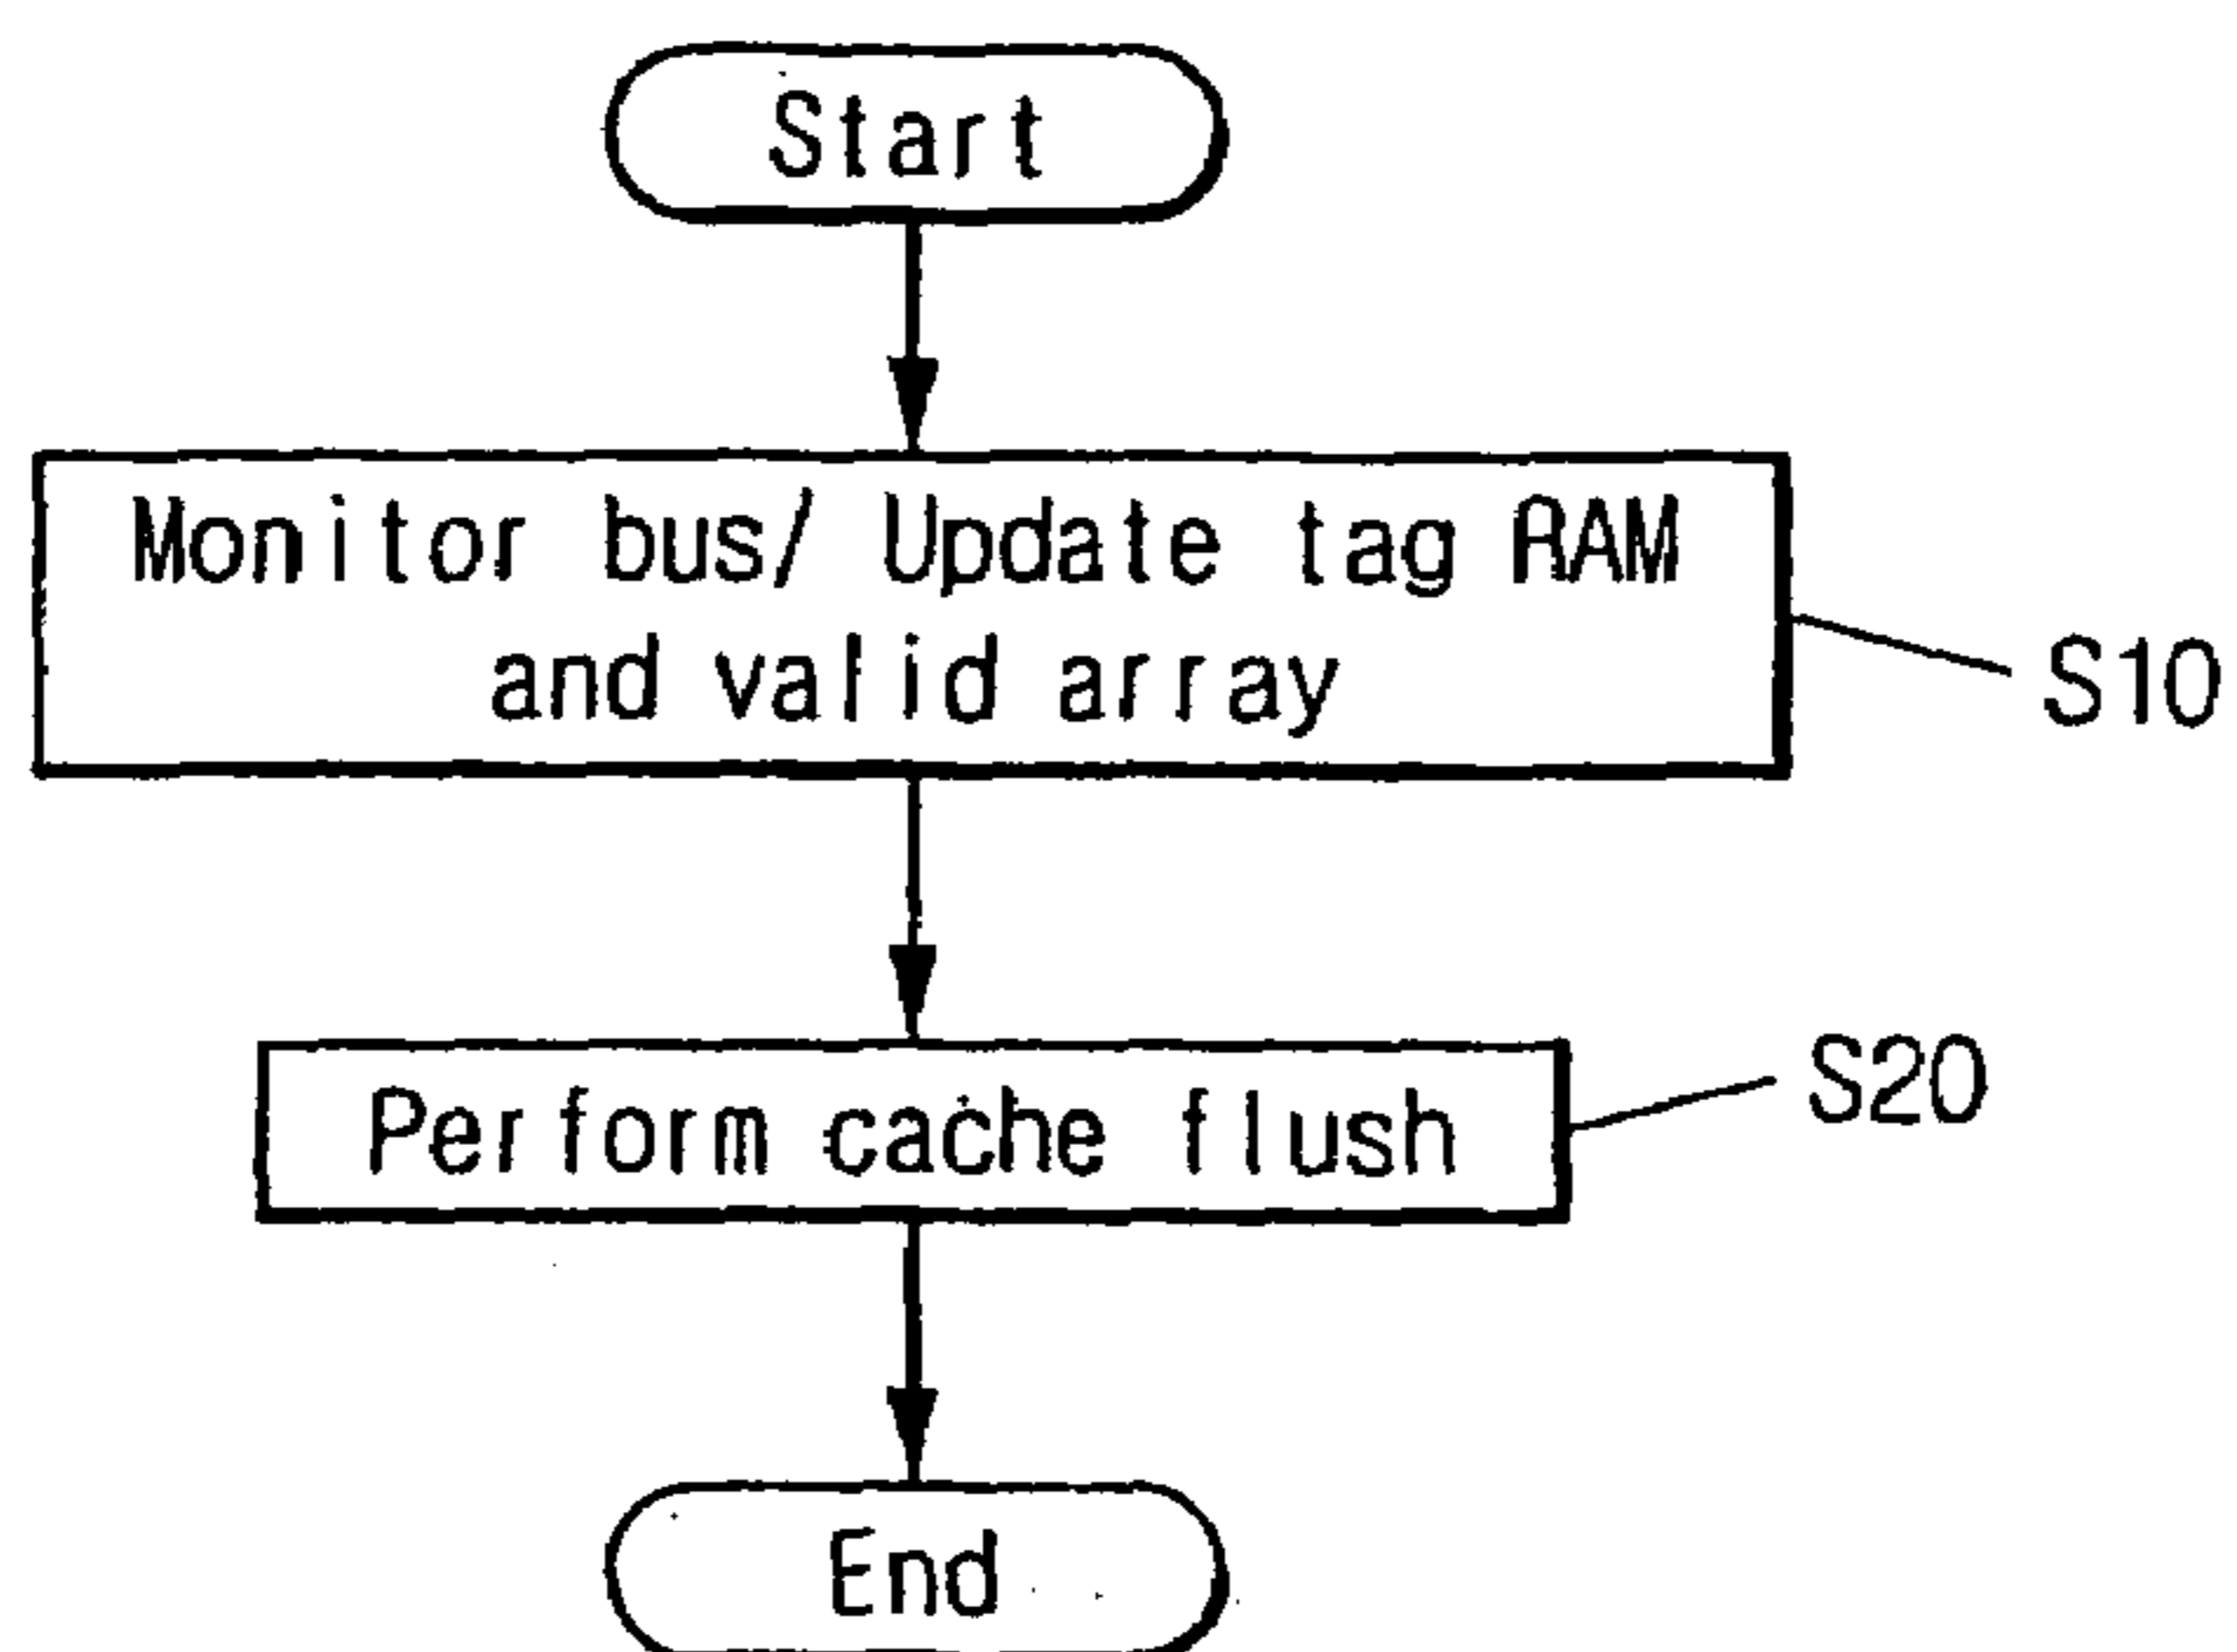 Start
Monitor bus/ Update tag RAM
and valid array
S10
Perform cache flush
S20
End